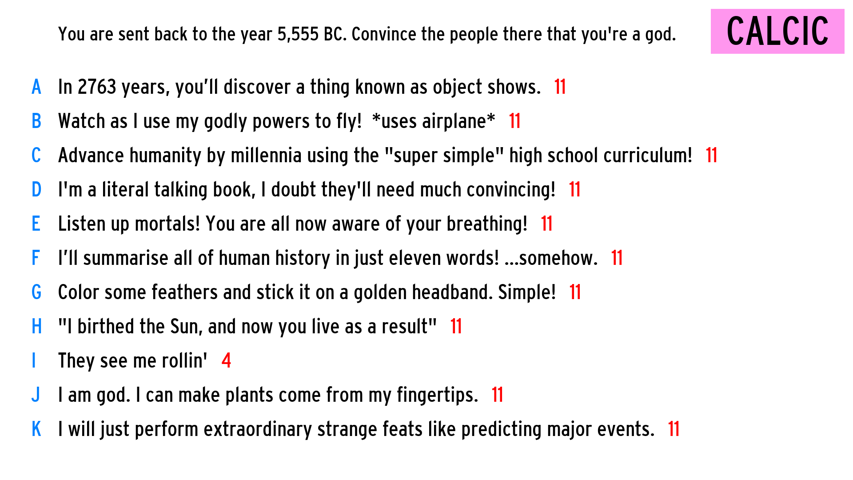 You are sent back to the year 5,555 BC. Convince the people there that you're a god.
CALCIC
A In 2763 years, you’ll discover a thing known as object shows. 11
B Watch as I use my godly powers to fly! *uses airplane* 11
C Advance humanity by millennia using the "super simple" high school curriculum! 11
D I'm a literal talking book, I doubt they'll need much convincing! 11
E Listen up mortals! You are all now aware of your breathing! 11
F I’ll summarise all of human history in just eleven words! ...somehow. 11
G Color some feathers and stick it on a golden headband. Simple! 11
H "I birthed the Sun, and now you live as a result" 11
I They see me rollin' 4
J I am god. I can make plants come from my fingertips. 11
K I will just perform extraordinary strange feats like predicting major events. 11